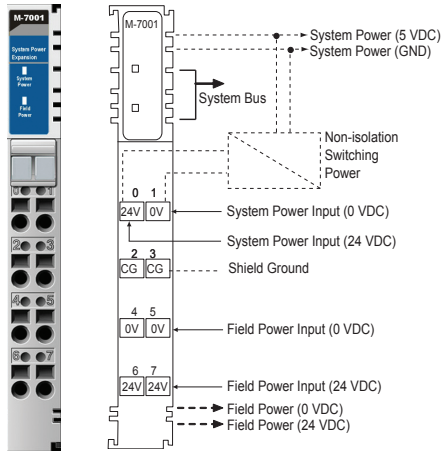 M-7001
System Power
Expansion
System
Power
Field
Power
0 1
2 3
4 5
6 7
M-7001
System Power (5 VDC)
System Power (GND)
System Bus
Non-isolation
Switching
Power
0 1
24V 0V
System Power Input (0 VDC)
System Power Input (24 VDC)
2 3
CG CG
Shield Ground
4 5
0V 0V
Field Power Input (0 VDC)
6 7
24V 24V
Field Power Input (24 VDC)
Field Power (0 VDC)
Field Power (24 VDC)